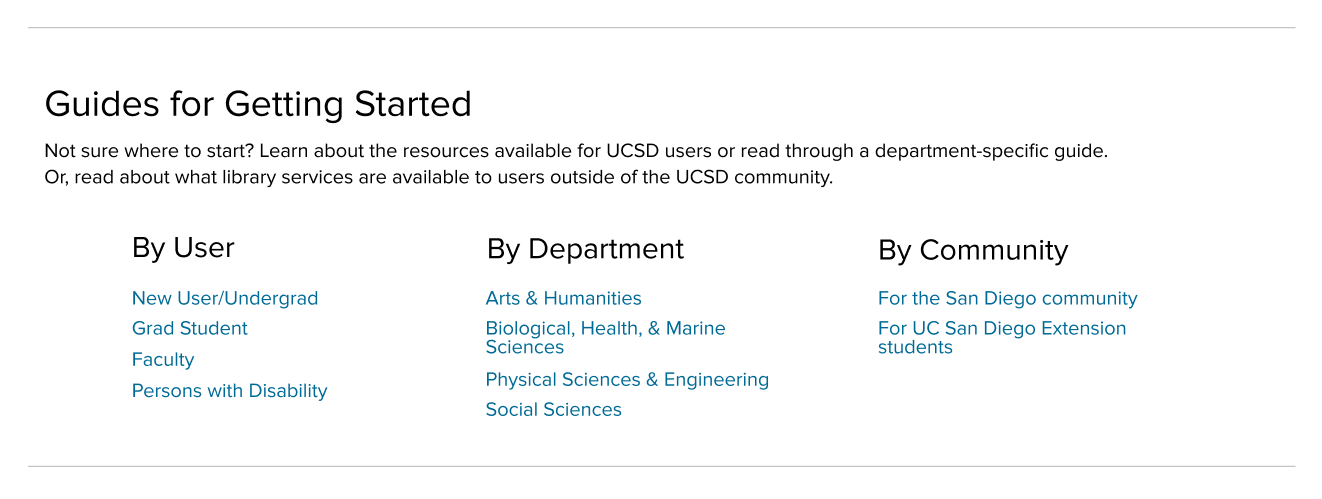 Guides for Getting Started
Not sure where to start? Learn about the resources available for UCSD users or read through a department-specific guide.
Or, read about what library services are available to users outside of the UCSD community.
By User
New User/Undergrad
Grad Student
Faculty
Persons with Disability
By Department
Arts & Humanities
Biological, Health, & Marine
Sciences
Physical Sciences & Engineering
Social Sciences
By Community
For the San Diego community
For UC San Diego Extension
students